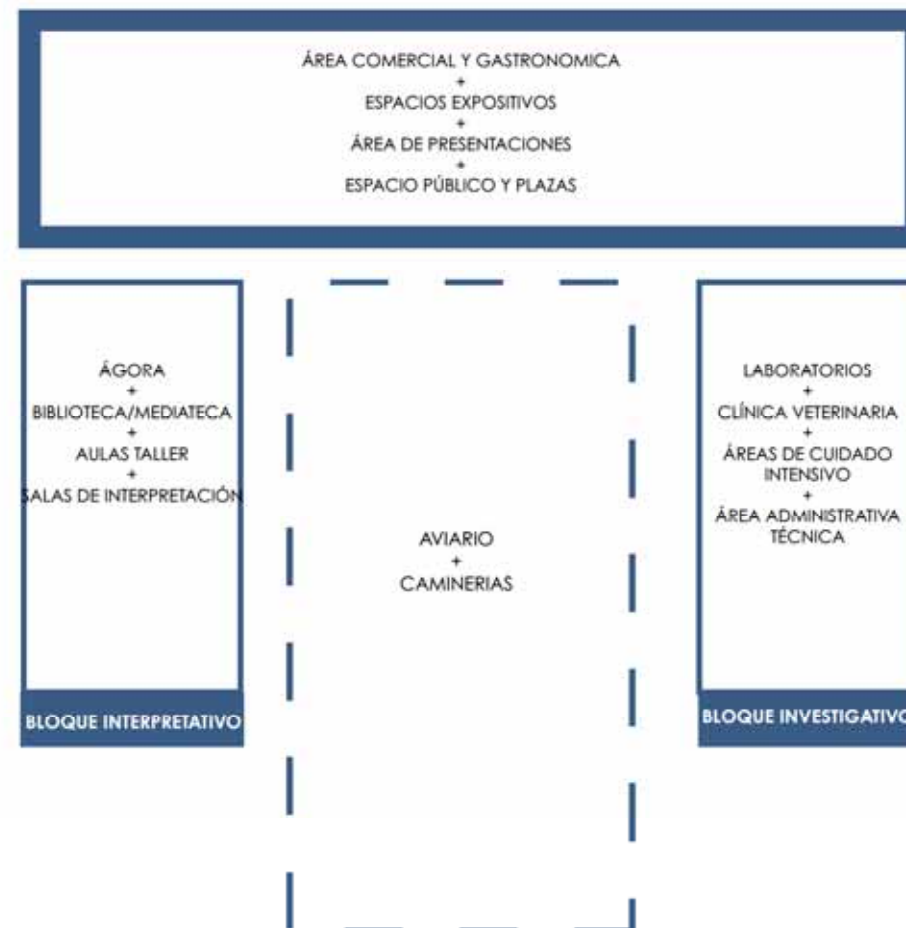 ÁREA COMERCIAL Y GASTRONOMICA
+
ESPACIOS EXPOSITIVOS
+
ÁREA DE PRESENTACIONES
+
ESPACIO PÚBLICO Y PLAZAS
ÁGORA
+
BIBLIOTECA/MEDIATECA
+
AULAS TALLER
+
SALAS DE INTERPRETACIÓN
BLOQUE INTERPRETATIVO
AVIARIO
+
CAMINERIAS
LABORATORIOS
+
CLÍNICA VETERINARIA
+
ÁREAS DE CUIDADO
INTENSIVO
+
ÁREA ADMINISTRATIVA
TÉCNICA
BLOQUE INVESTIGATIVO